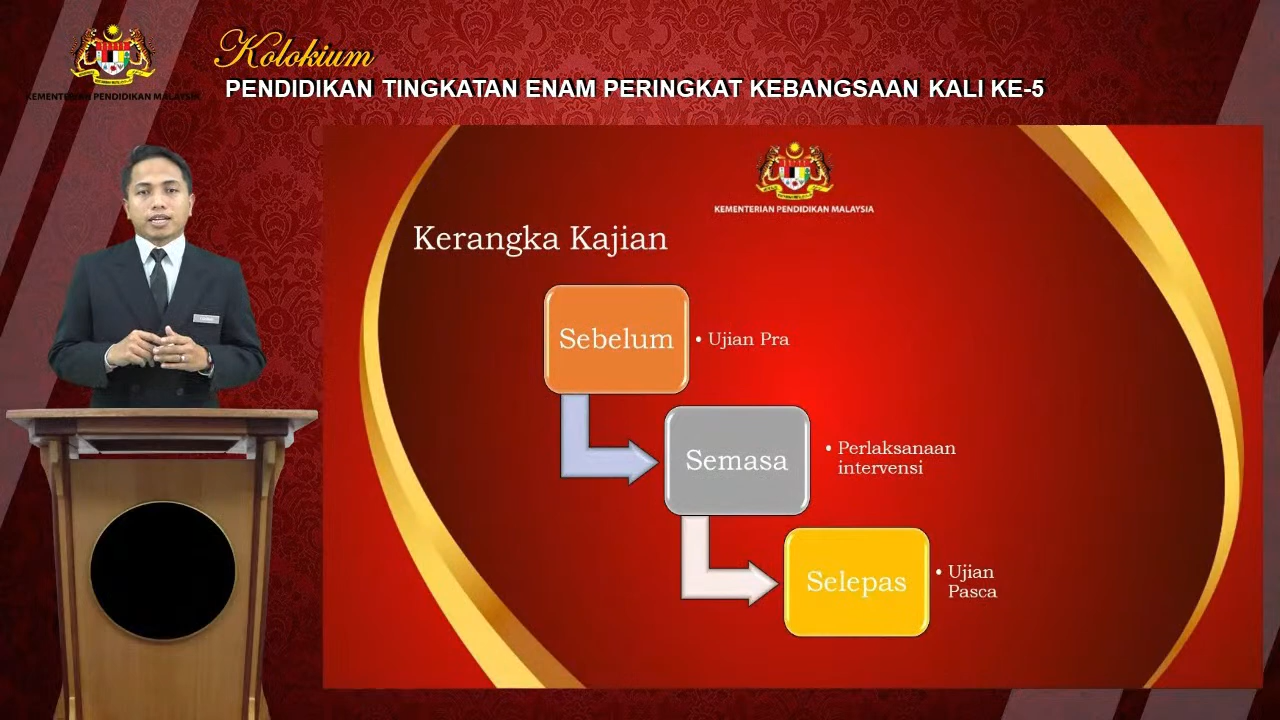 Kolokium
PENDIDIKAN TINGKATAN ENAM PERINGKAT KEBANGSAAN KALI KE-5
KEMENTERIAN PENDIDIKAN MALAYSIA
KEMENTERIAN PENDIDIKAN MALAYSIA
Kerangka Kajian
Sebelum
• Ujian Pra
Semasa
• Perlaksanaan
intervensi
Selepas
• Ujian
Pasca